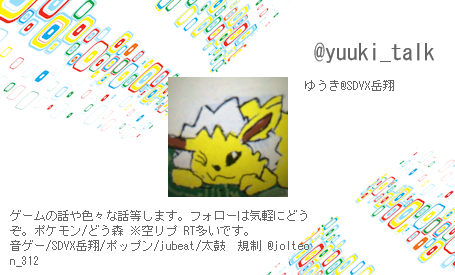 @yuuki_talk
ゆうき@SDVX岳翔
ゲームの話や色々な話等します。フォローは気軽にどう
ぞ。ポケモン/どう森 ※空リプ RT多いです。
音ゲー/SDVX岳翔/ポップン/jubeat/太鼓　規制 @jolteo
n_312